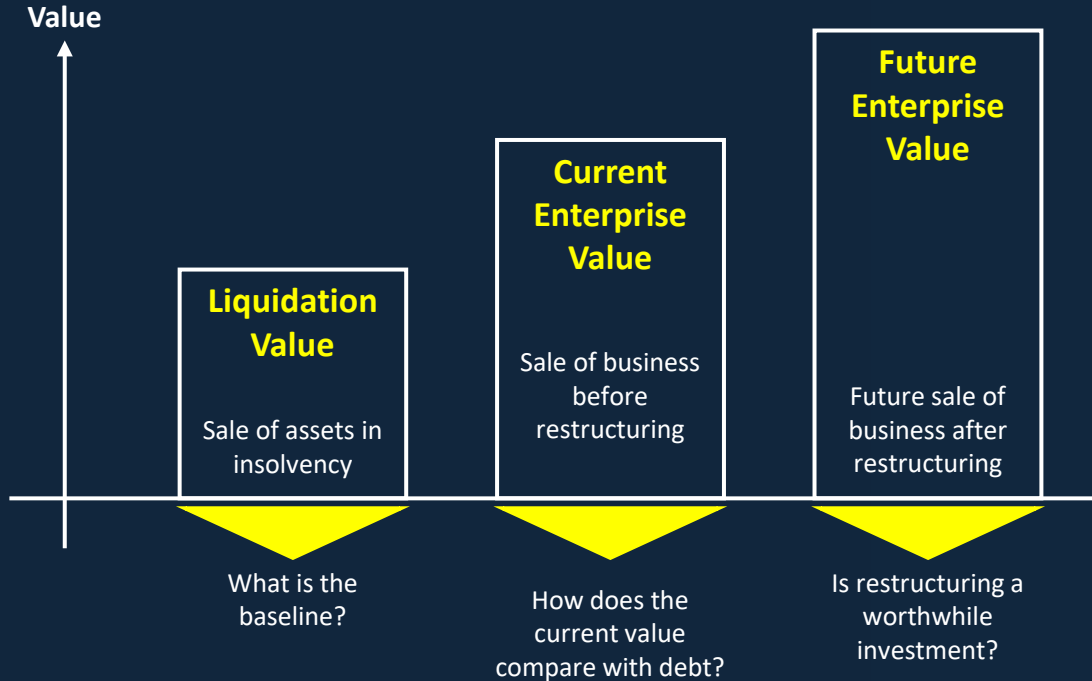 Value
Liquidation
Value
Sale of assets in
insolvency
What is the
baseline?
Current
Enterprise
Value
Sale of business
before
restructuring
How does the
current value
compare with debt?
Future
Enterprise
Value
Future sale of
business after
restructuring
Is restructuring a
worthwhile
investment?